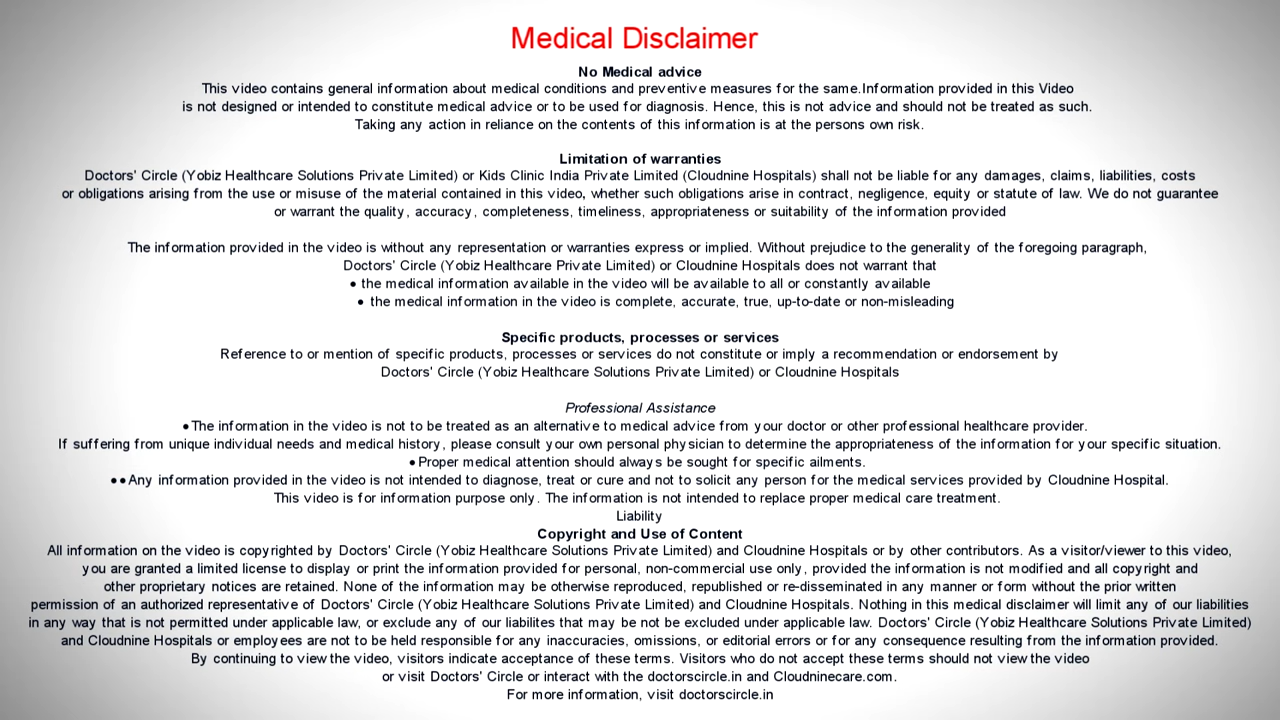 Medical Disclaimer
No Medical advice
This video contains general information about medical conditions and preventive measures for the same.Information provided in this Video
is not designed or intended to constitute medical advice or to be used for diagnosis. Hence, this is not advice and should not be treated as such.
Taking any action in reliance on the contents of this information is at the persons own risk.
Limitation of warranties
Doctors' Circle (Yobiz Healthcare Solutions Private Limited) or Kids Clinic India Private Limited (Cloudnine Hospitals) shall not be liable for any damages, claims, liabilities, costs
or obligations arising from the use or misuse of the material contained in this video, whether such obligations arise in contract, negligence, equity or statute of law. We do not guarantee
or warrant the quality, accuracy, completeness, timeliness, appropriateness or suitability of the information provided
The information provided in the video is without any representation or warranties express or implied. Without prejudice to the generality of the foregoing paragraph,
Doctors' Circle (Yobiz Healthcare Private Limited) or Cloudnine Hospitals does not warrant that
• the medical information available in the video will be available to all or constantly available
• the medical information in the video is complete, accurate, true, up-to-date or non-misleading
Specific products, processes or services
Reference to or mention of specific products, processes or services do not constitute or imply a recommendation or endorsement by
Doctors' Circle (Yobiz Healthcare Solutions Private Limited) or Cloudnine Hospitals
Professional Assistance
•The information in the video is not to be treated as an alternative to medical advice from your doctor or other professional healthcare provider.
If suffering from unique individual needs and medical history, please consult your own personal physician to determine the appropriateness of the information for your specific situation.
•Proper medical attention should always be sought for specific ailments.
••Any information provided in the video is not intended to diagnose, treat or cure and not to solicit any person for the medical services provided by Cloudnine Hospital.
This video is for information purpose only. The information is not intended to replace proper medical care treatment.
Liability
Copyright and Use of Content
All information on the video is copyrighted by Doctors' Circle (Yobiz Healthcare Solutions Private Limited) and Cloudnine Hospitals or by other contributors. As a visitor/viewer to this video,
you are granted a limited license to display or print the information provided for personal, non-commercial use only, provided the information is not modified and all copyright and
other proprietary notices are retained. None of the information may be otherwise reproduced, republished or re-disseminated in any manner or form without the prior written
permission of an authorized representative of Doctors' Circle (Yobiz Healthcare Solutions Private Limited) and Cloudnine Hospitals. Nothing in this medical disclaimer will limit any of our liabilities
in any way that is not permitted under applicable law, or exclude any of our liabilites that may be not be excluded under applicable law. Doctors' Circle (Yobiz Healthcare Solutions Private Limited)
and Cloudnine Hospitals or employees are not to be held responsible for any inaccuracies, omissions, or editorial errors or for any consequence resulting from the information provided.
By continuing to view the video, visitors indicate acceptance of these terms. Visitors who do not accept these terms should not view the video
or visit Doctors' Circle or interact with the doctorscircle.in and Cloudninecare.com.
For more information, visit doctorscircle.in